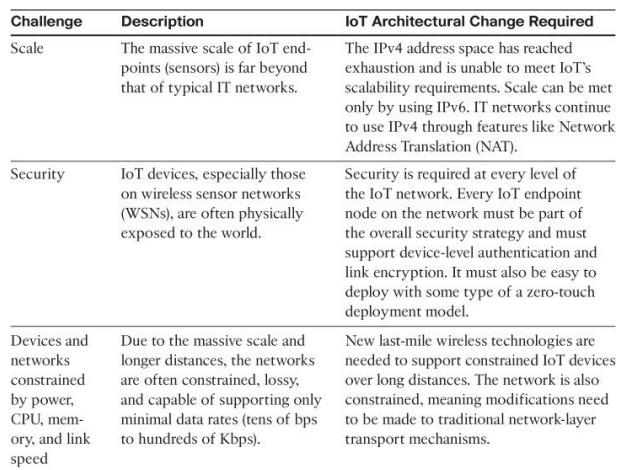 Challenge Description IoT Architectural Change Required
Scale
The massive scale of IoT end-
points (sensors) is far beyond
that of typical IT networks.
The IPv4 address space has reached
exhaustion and is unable to meet IoT’s
scalability requirements. Scale can be met
only by using IPv6. IT networks continue
to use IPv4 through features like Network
Address Translation (NAT).
Security
IoT devices, especially those
on wireless sensor networks
(WSNs), are often physically
exposed to the world.
Security is required at every level of
the IoT network. Every IoT endpoint
node on the network must be part of
the overall security strategy and must
support device-level authentication and
link encryption. It must also be easy to
deploy with some type of a zero-touch
deployment model.
Devices and
networks
constrained
by power,
CPU, mem-
ory, and link
speed
Due to the massive scale and
longer distances, the networks
are often constrained, lossy,
and capable of supporting only
minimal data rates (tens of bps
to hundreds of Kbps).
New last-mile wireless technologies are
needed to support constrained IoT devices
over long distances. The network is also
constrained, meaning modifications need
to be made to traditional network-layer
transport mechanisms.